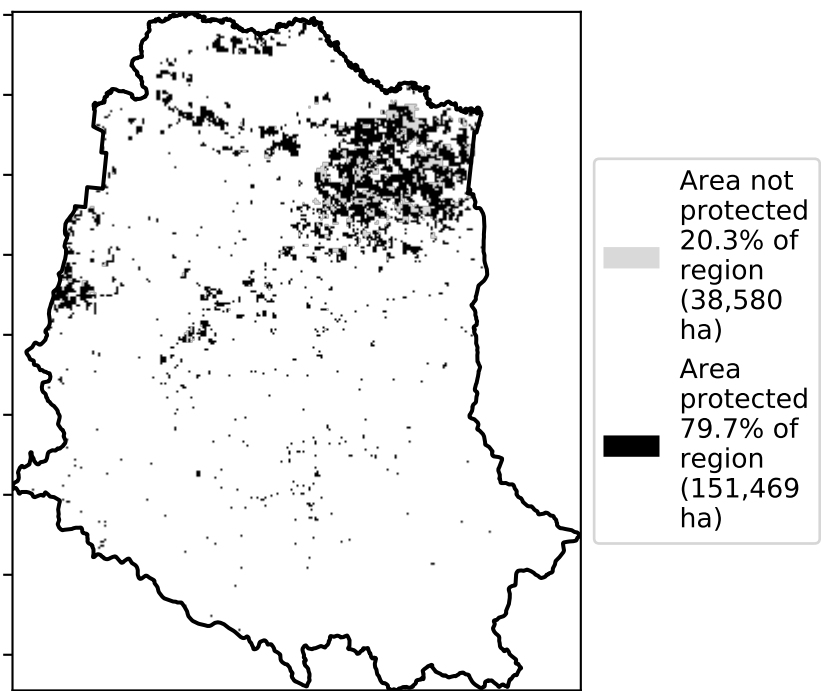 Area not
protected
20.3% of
region
(38,580
ha)
Area
protected
79.7% of
region
(151,469
ha)